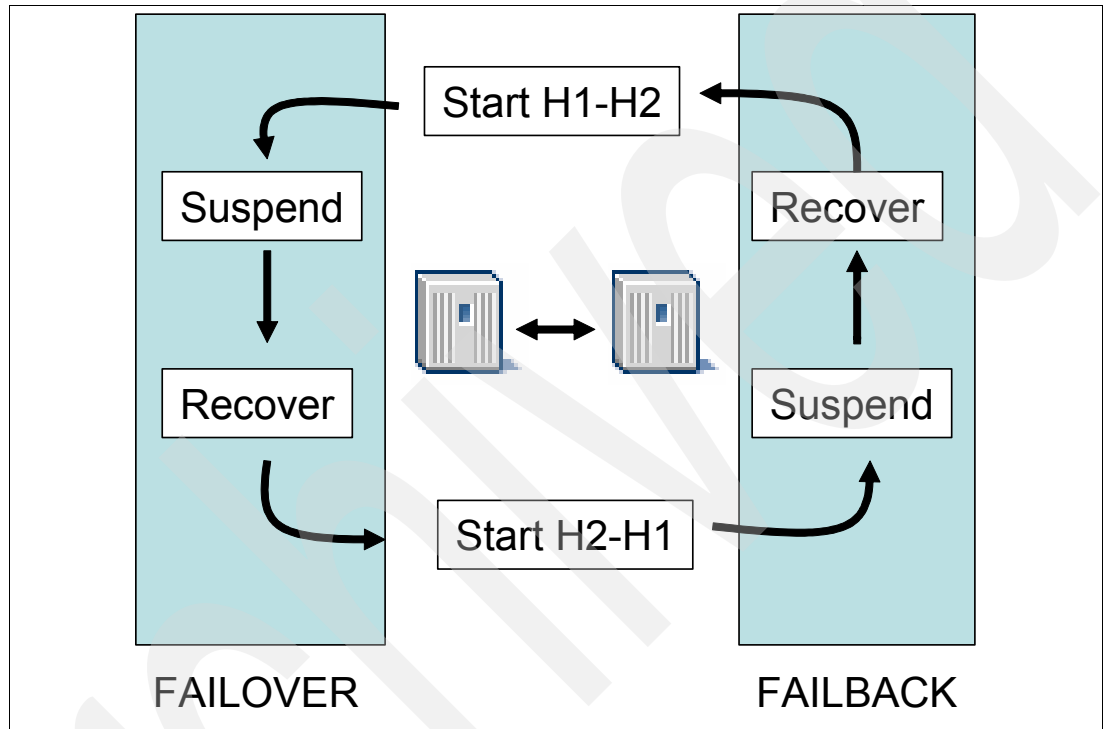 Start H1-H2
Suspend
Recover
Recover
Suspend
Start H2-H1
FAILOVER
FAILBACK